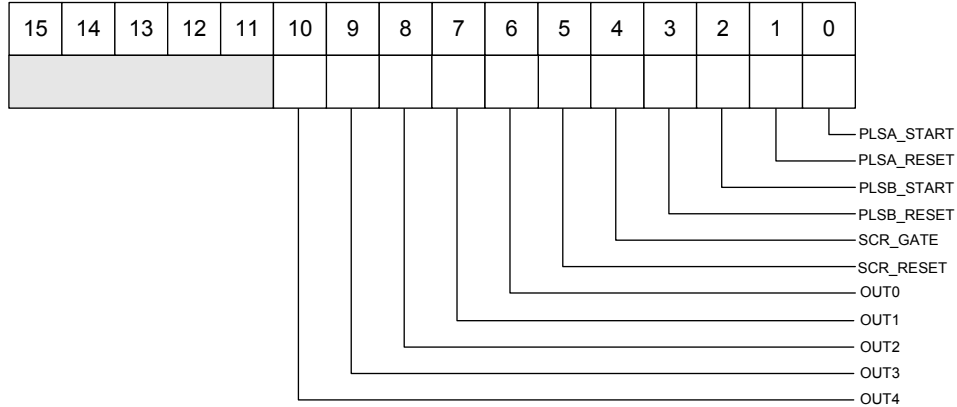 15 14 13 12 11 10 9 8 7 6 5 4 3 2 1 0
PLSA_START
PLSA_RESET
PLSB_START
PLSB_RESET
SCR_GATE
SCR_RESET
OUT0
OUT1
OUT2
OUT3
OUT4